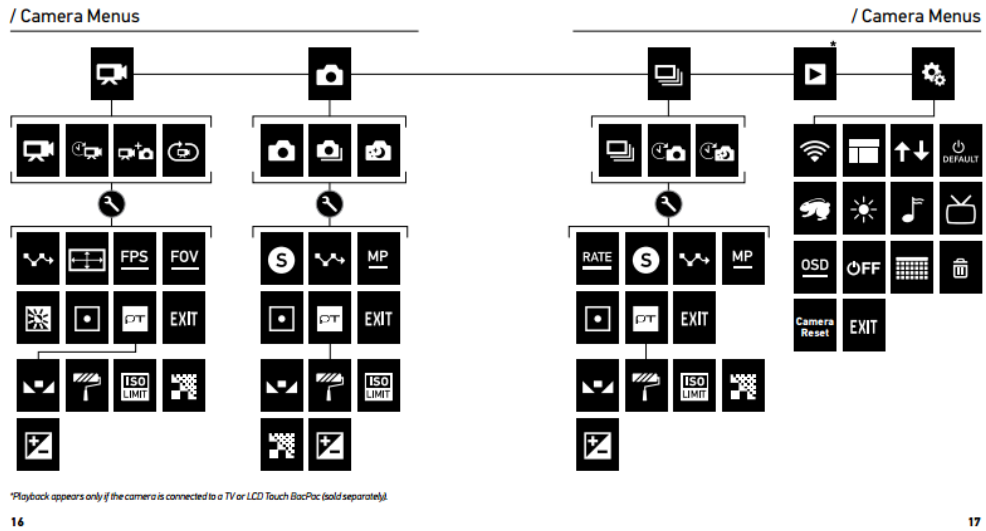 / Camera Menus
/ Camera Menus
*
DEFAULT
FPS
FOV
S
MP
RATE
S
MP
OSD
OFF
PT
EXIT
PT
EXIT
PT
EXIT
Camera
Reset
EXIT
ISO
LIMIT
ISO
LIMIT
ISO
LIMIT
*Playback appears only if the camera is connected to a TV or LCD Touch BacPac (sold separately).
16
17